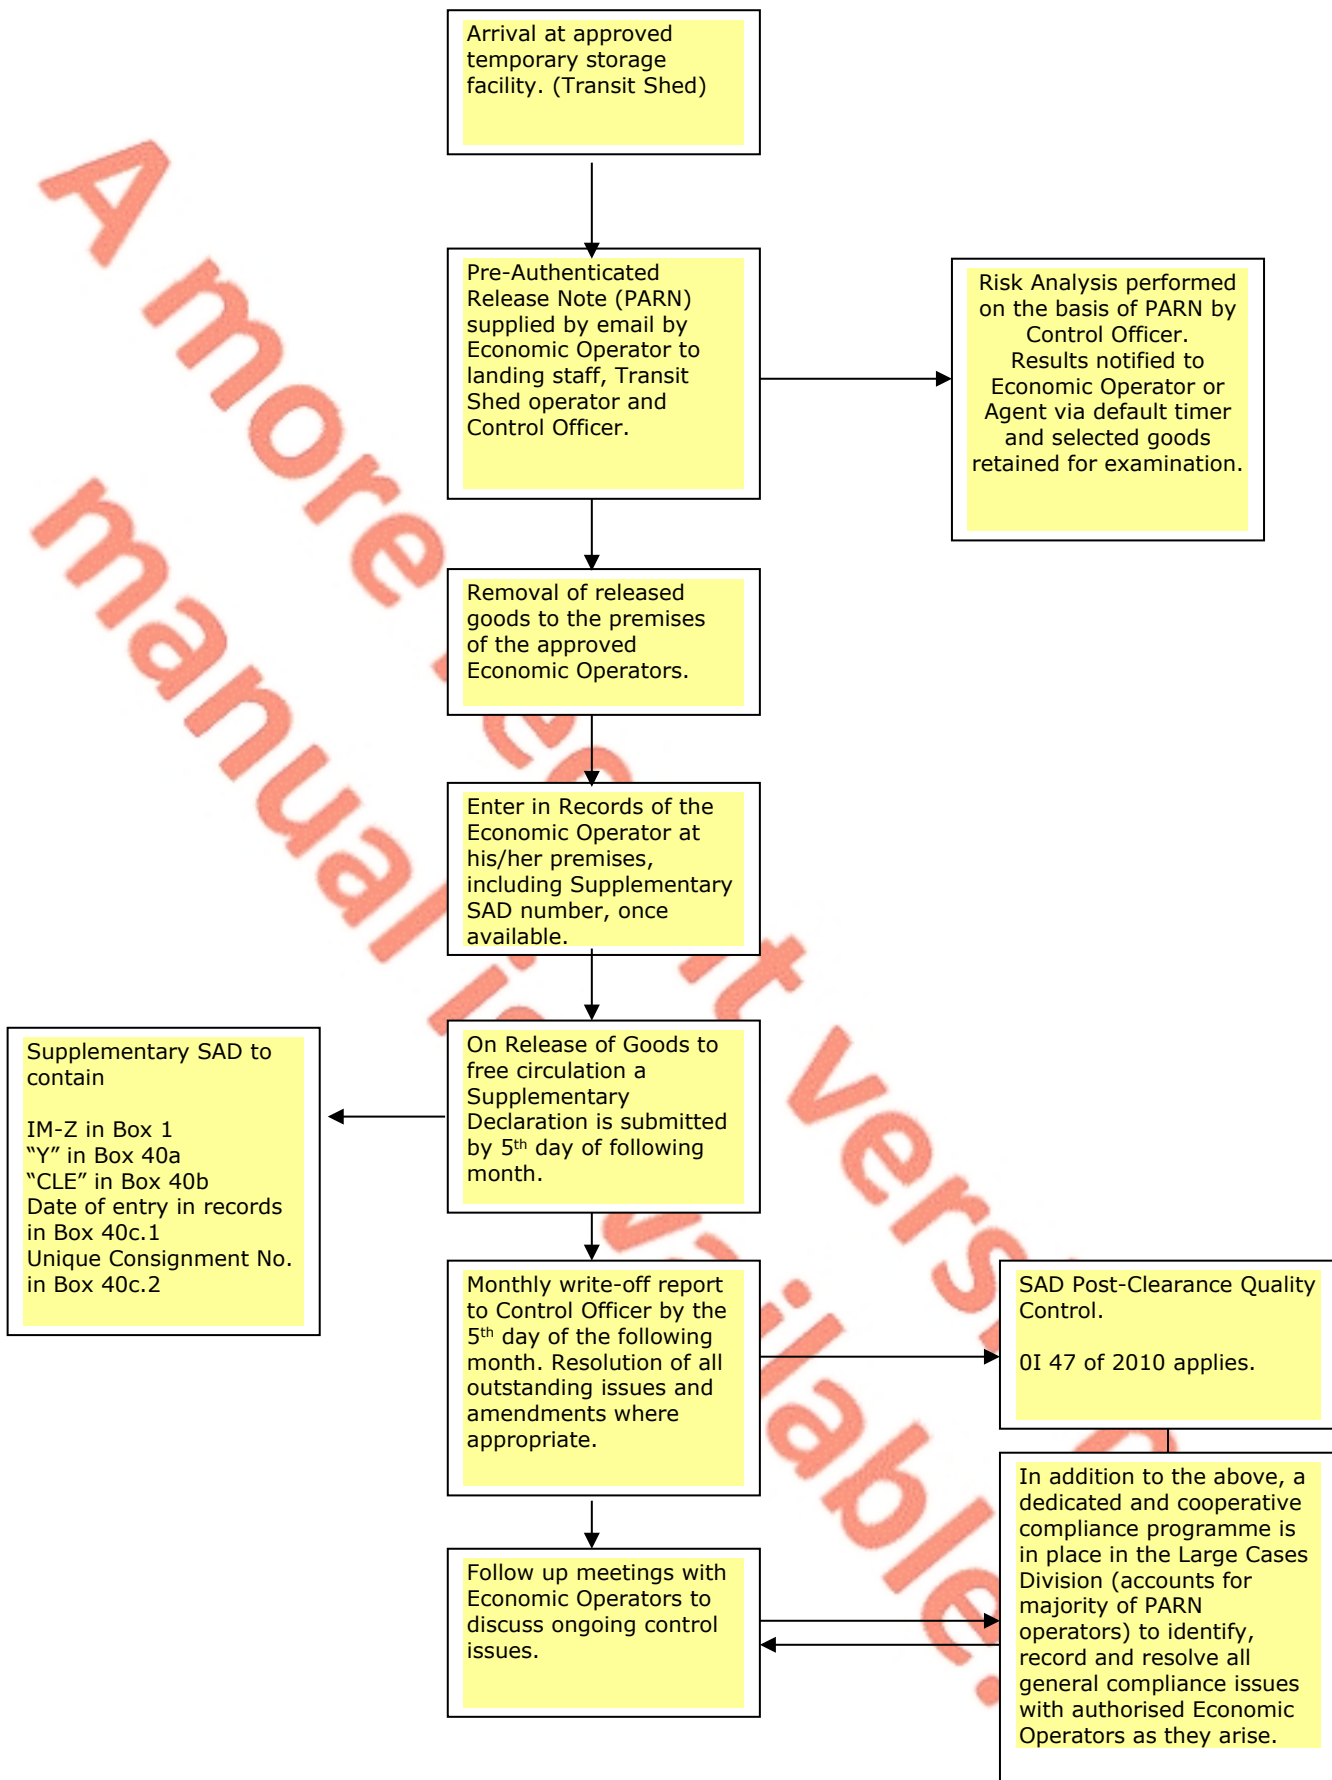 Arrival at approved
temporary storage
facility. (Transit Shed)
Pre-Authenticated
Release Note (PARN)
supplied by email by
Economic Operator to
landing staff, Transit
Shed operator and
Control Officer.
Risk Analysis performed
on the basis of PARN by
Control Officer.
Results notified to
Economic Operator or
Agent via default timer
and selected goods
retained for examination.
Removal of released
goods to the premises
of the approved
Economic Operators.
Enter in Records of the
Economic Operator at
his/her premises,
including Supplementary
SAD number, once
available.
On Release of Goods to
free circulation a
Supplementary
Declaration is submitted
by 5th day of following
month.
Supplementary SAD to
contain
IM-Z in Box 1
“Y” in Box 40a
“CLE” in Box 40b
Date of entry in records
in Box 40c.1
Unique Consignment No.
in Box 40c.2
Monthly write-off report
to Control Officer by the
5th day of the following
month. Resolution of all
outstanding issues and
amendments where
appropriate.
SAD Post-Clearance Quality
Control.
0I 47 of 2010 applies.
Follow up meetings with
Economic Operators to
discuss ongoing control
issues.
In addition to the above, a
dedicated and cooperative
compliance programme is
in place in the Large Cases
Division (accounts for
majority of PARN
operators) to identify,
record and resolve all
general compliance issues
with authorised Economic
Operators as they arise.
A more
manual